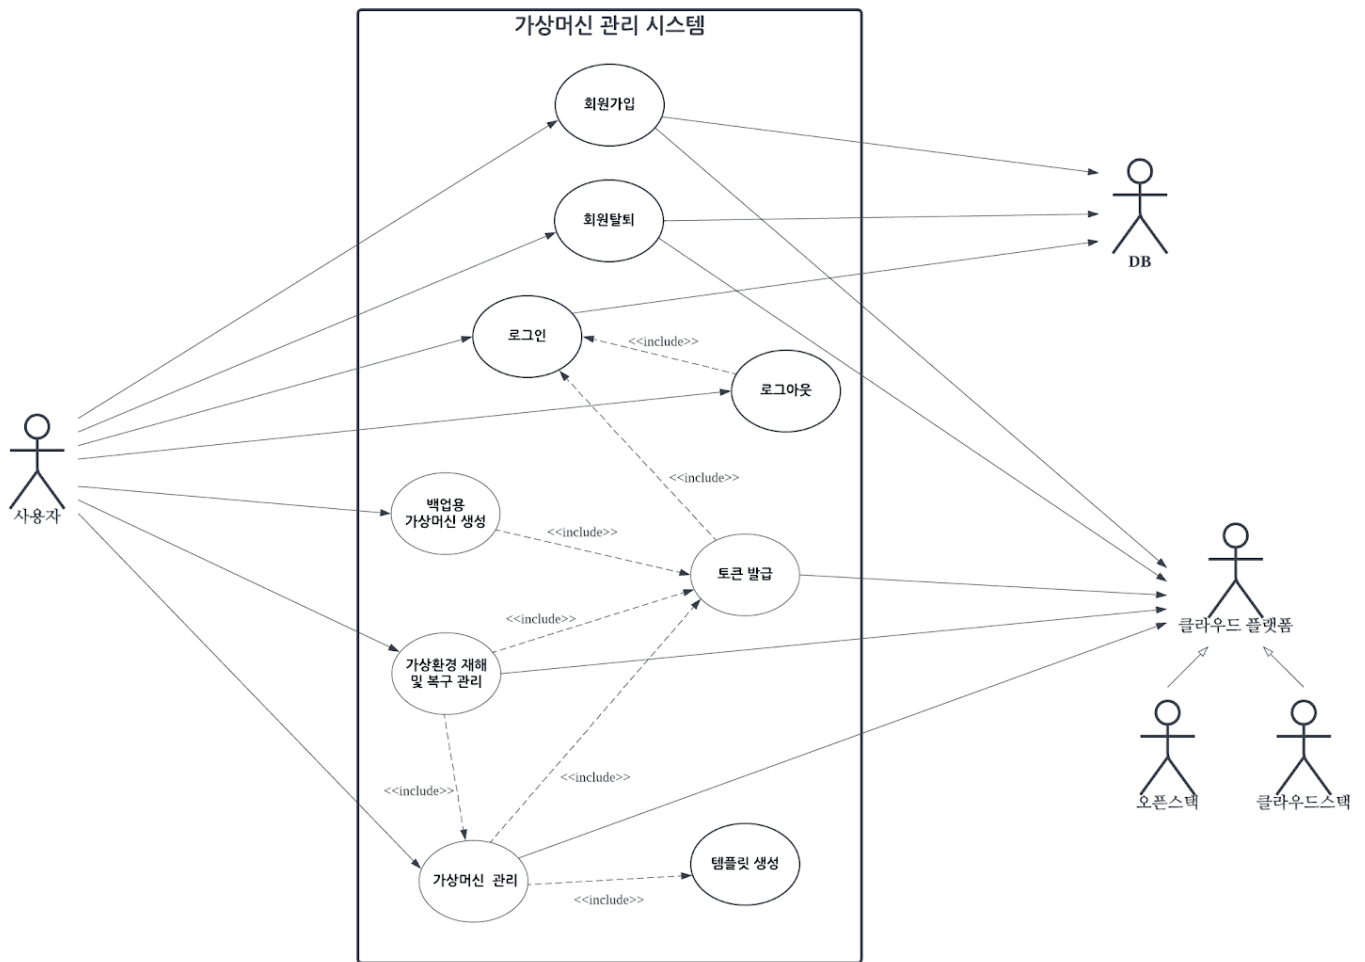 가상머신 관리 시스템
회원가입
회원탈퇴
DB
로그인
<<include>>
로그아웃
<<include>>
사용자
백업용
가상머신 생성
<<include>>
토큰 발급
<<include>>
클라우드 플랫폼
가상환경 재해
및 복구 관리
<<include>>
<<include>>
오픈스택
클라우드스택
가상머신 관리
템플릿 생성
<<include>>